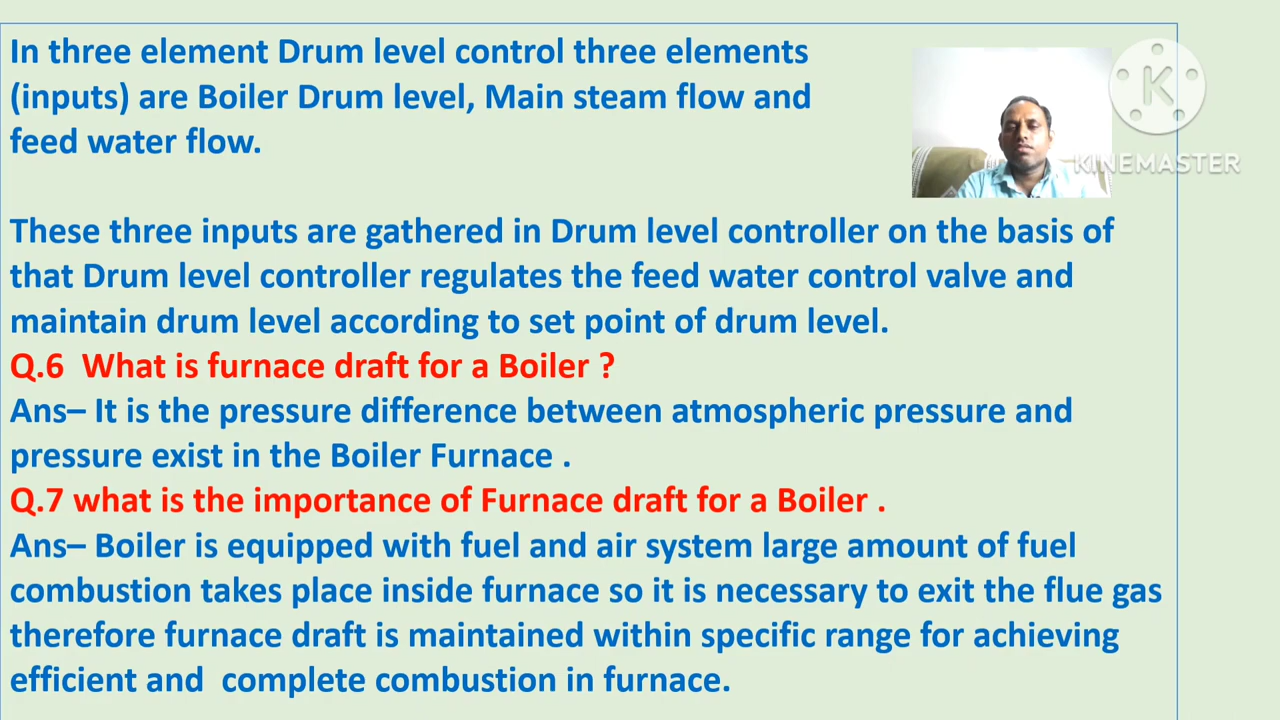 In three element Drum level control three elements
(inputs) are Boiler Drum level, Main steam flow and
feed water flow.
K
KINEMASTER
These three inputs are gathered in Drum level controller on the basis of
that Drum level controller regulates the feed water control valve and
maintain drum level according to set point of drum level.
Q.6  What is furnace draft for a Boiler ?
Ans– It is the pressure difference between atmospheric pressure and
pressure exist in the Boiler Furnace .
Q.7 what is the importance of Furnace draft for a Boiler .
Ans– Boiler is equipped with fuel and air system large amount of fuel
combustion takes place inside furnace so it is necessary to exit the flue gas
therefore furnace draft is maintained within specific range for achieving
efficient and  complete combustion in furnace.